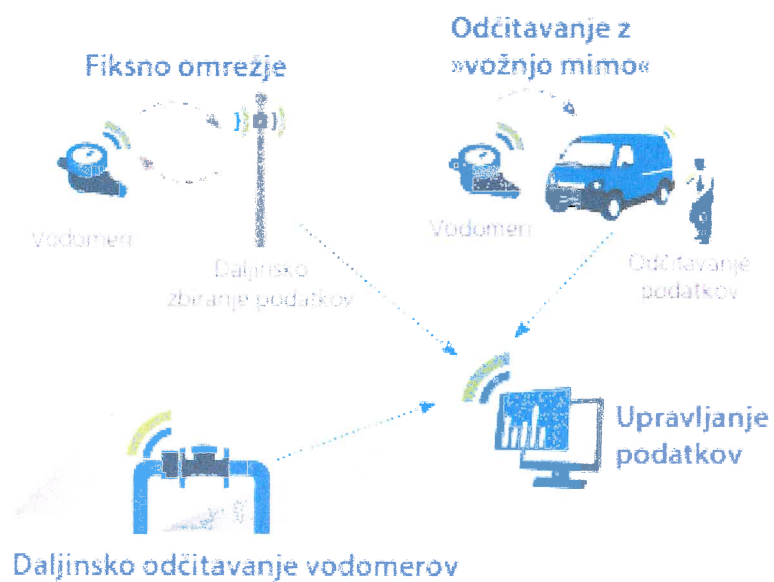 Fiksno omrežje
Odčitavanje z
»vožnjo mimo«
Vodomeri
Daljinsko
zbiranje podatkov
Vodomeri
Odčitavanje
podatkov
Upravljanje
podatkov
Daljinsko odčitavanje vodomerov